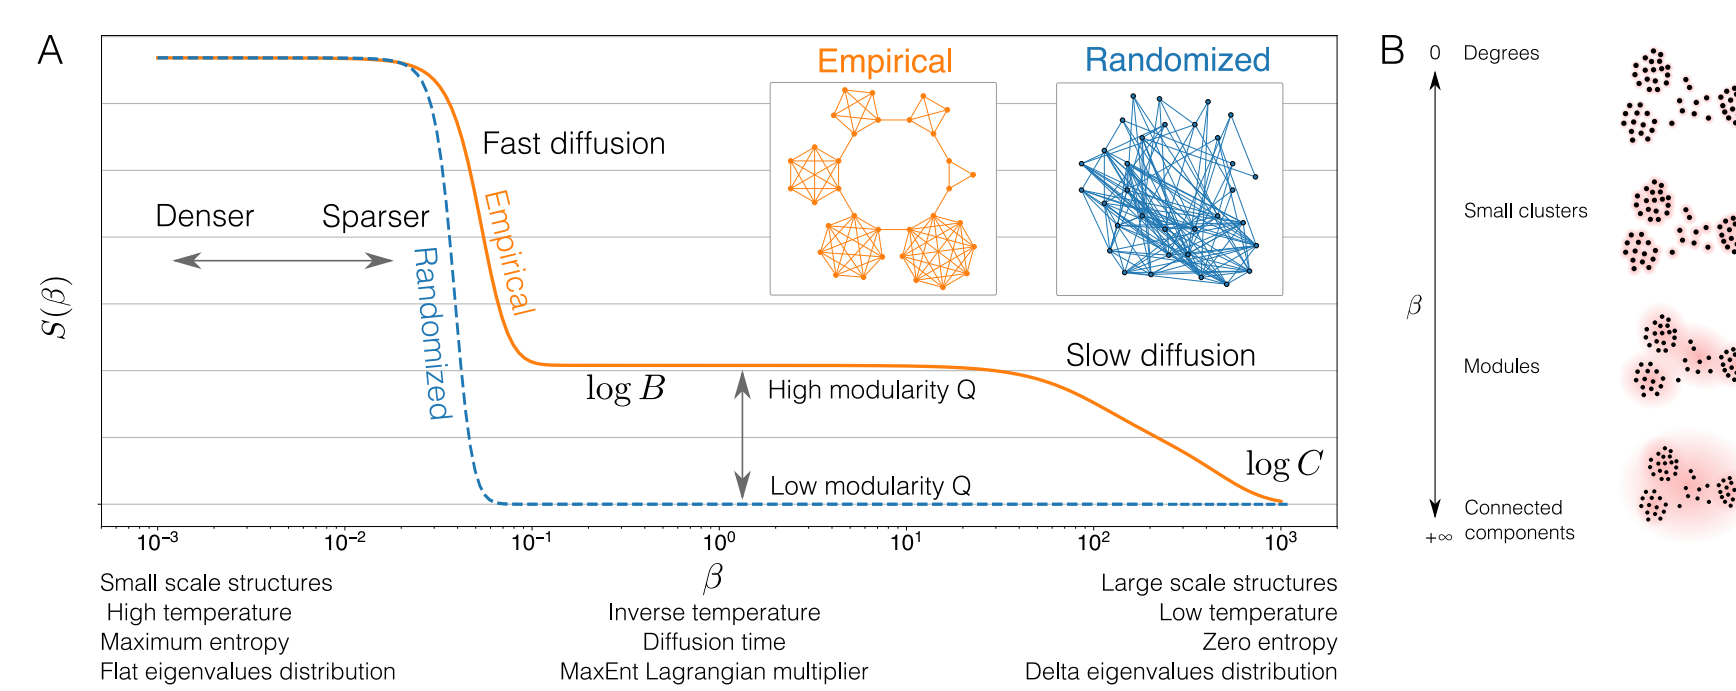 A
Empirical
Randomized
Fast diffusion
Denser
Sparser
Empirical
Randomized
S(β)
Slow diffusion
log B
High modularity Q
log C
Low modularity Q
10⁻³
10⁻²
10⁻¹
10⁰
10¹
10²
10³
β
Small scale structures
High temperature
Maximum entropy
Flat eigenvalues distribution
Inverse temperature
Diffusion time
MaxEnt Lagrangian multiplier
Large scale structures
Low temperature
Zero entropy
Delta eigenvalues distribution
B
0
Degrees
Small clusters
β
Modules
Connected
components
+∞